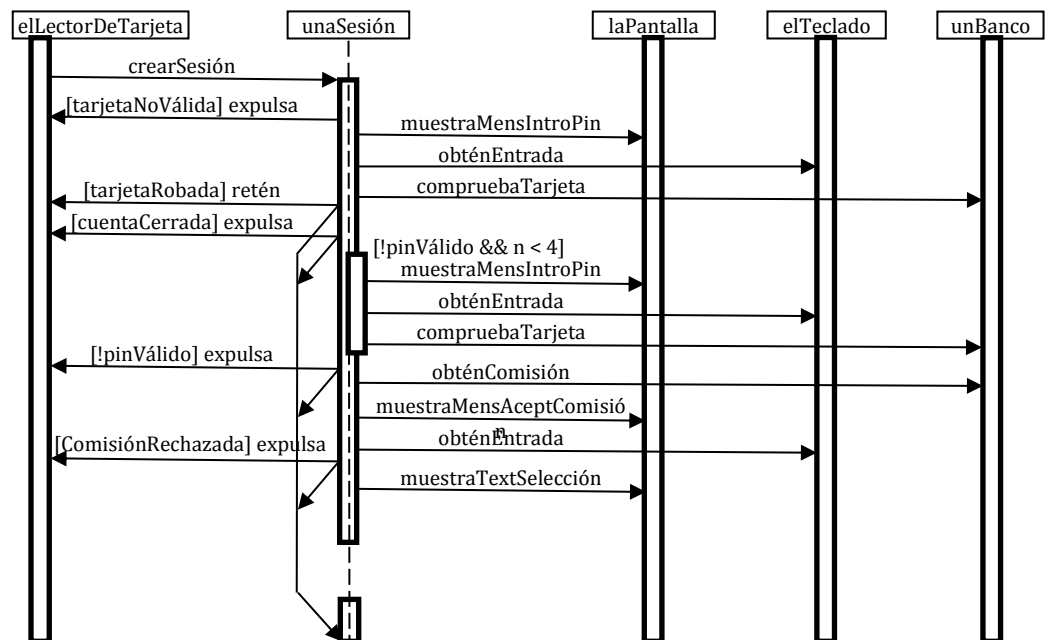 elLectorDeTarjeta
unaSesión
laPantalla
elTeclado
unBanco
crearSesión
[tarjetaNoVálida] expulsa
muestraMensIntroPin
obténEntrada
[tarjetaRobada] retén
compruebaTarjeta
[cuentaCerrada] expulsa
[!pinVálido && n < 4]
muestraMensIntroPin
obténEntrada
compruebaTarjeta
[!pinVálido] expulsa
obténComisión
muestraMensAceptComisió
n
obténEntrada
[ComisiónRechazada] expulsa
muestraTextSelección